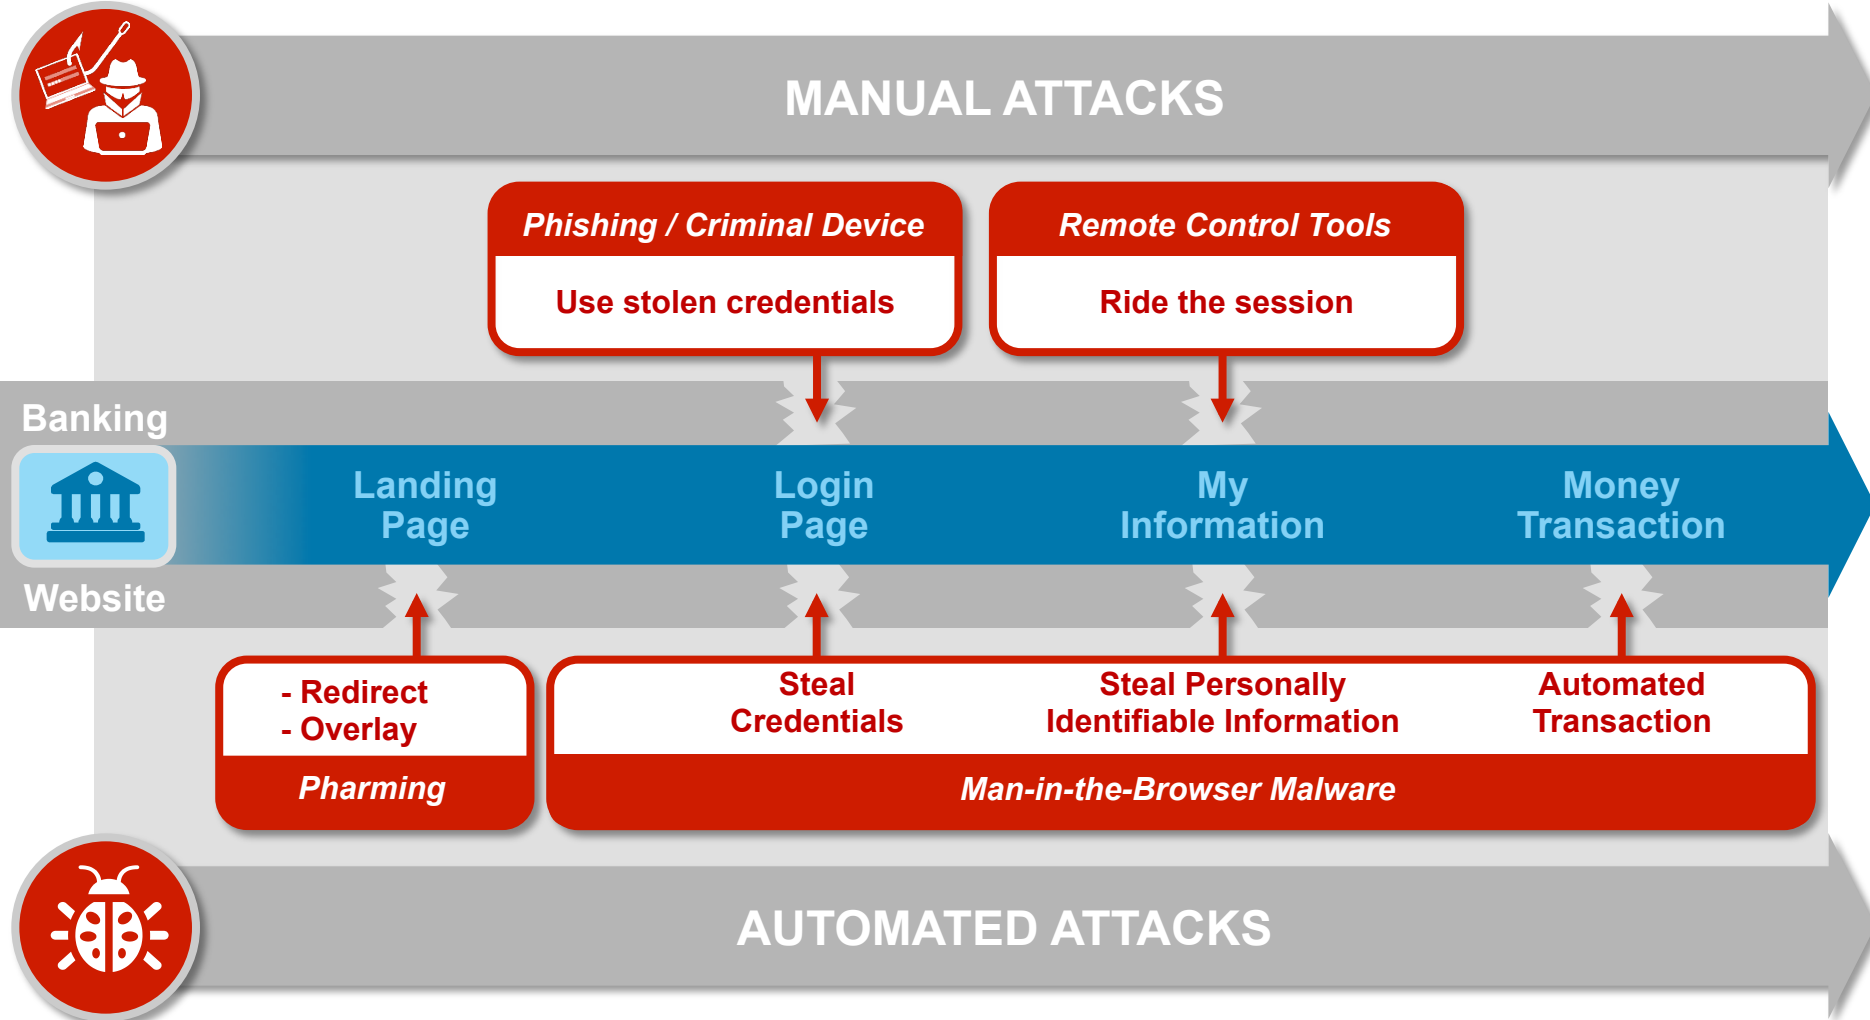 MANUAL ATTACKS
Phishing / Criminal Device
Use stolen credentials
Remote Control Tools
Ride the session
Banking
Website
Landing
Page
Login
Page
My
Information
Money
Transaction
- Redirect
- Overlay
Pharming
Steal
Credentials
Steal Personally
Identifiable Information
Automated
Transaction
Man-in-the-Browser Malware
AUTOMATED ATTACKS